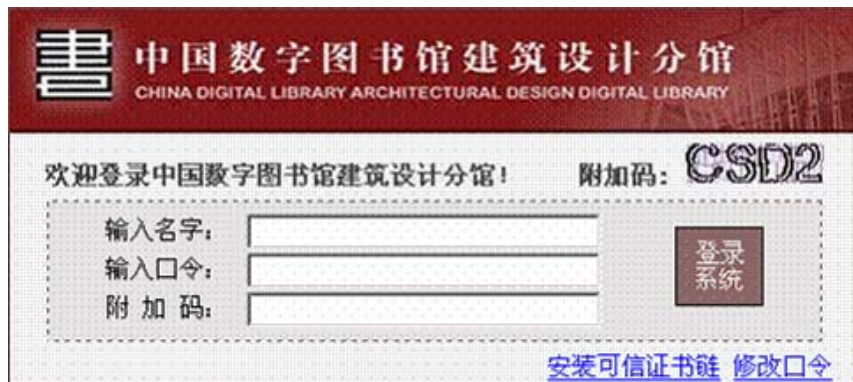 書 中国数字图书馆建筑设计分馆
CHINA DIGITAL LIBRARY ARCHITECTURAL DESIGN DIGITAL LIBRARY
欢迎登录中国数字图书馆建筑设计分馆! 附加码: CSD2
输入名字:
输入口令:
附加码:
登录
系统
安装可信证书链 修改口令